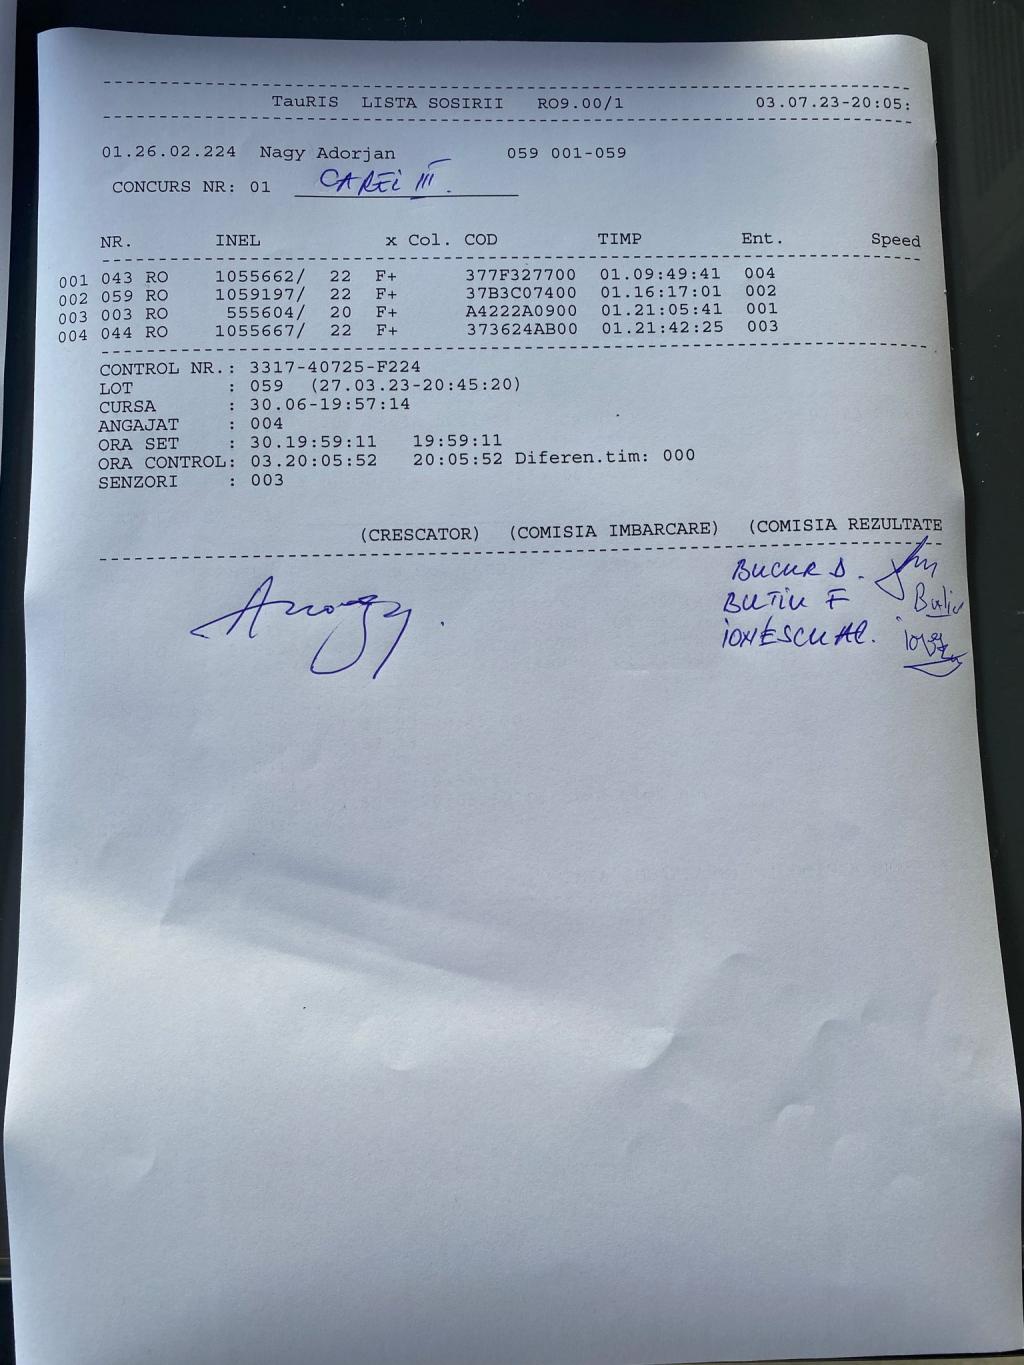 TauRIS LISTA SOSIRII RO9.00/1 03.07.23-20:05:
01.26.02.224 Nagy Adorjan 059 001-059
CONCURS NR: 01 CAREI III.
NR. INEL x Col. COD TIMP Ent. Speed
001 043 RO 1055662/ 22 F+ 377F327700 01.09:49:41 004
002 059 RO 1059197/ 22 F+ 37B3C07400 01.16:17:01 002
003 003 RO 555604/ 20 F+ A4222A0900 01.21:05:41 001
004 044 RO 1055667/ 22 F+ 373624AB00 01.21:42:25 003
CONTROL NR.: 3317-40725-F224
LOT : 059 (27.03.23-20:45:20)
CURSA : 30.06-19:57:14
ANGAJAT : 004
ORA SET : 30.19:59:11 19:59:11
ORA CONTROL: 03.20:05:52 20:05:52 Diferen.tim: 000
SENZORI : 003
(CRESCATOR) (COMISIA IMBARCARE) (COMISIA REZULTATE
BUCUR D.
BUTIU F Butiu
IONESCU AL.